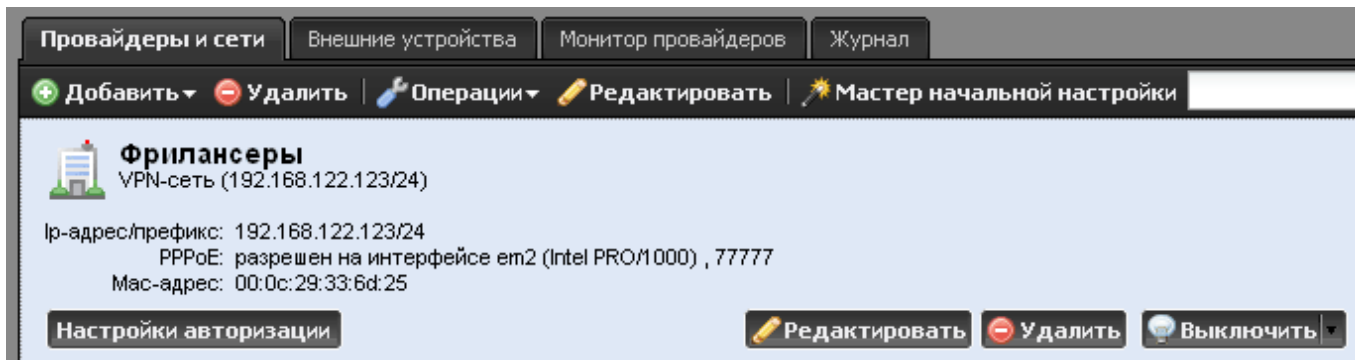 Провайдеры и сети Внешние устройства Монитор провайдеров Журнал
Добавить Удалить Операции Редактировать Мастер начальной настройки
Фрилансеры
VPN-сеть (192.168.122.123/24)
Ip-адрес/префикс: 192.168.122.123/24
PPPoE: разрешен на интерфейсе em2 (Intel PRO/1000) , 77777
Mac-адрес: 00:0c:29:33:6d:25
Настройки авторизации Редактировать Удалить Выключить